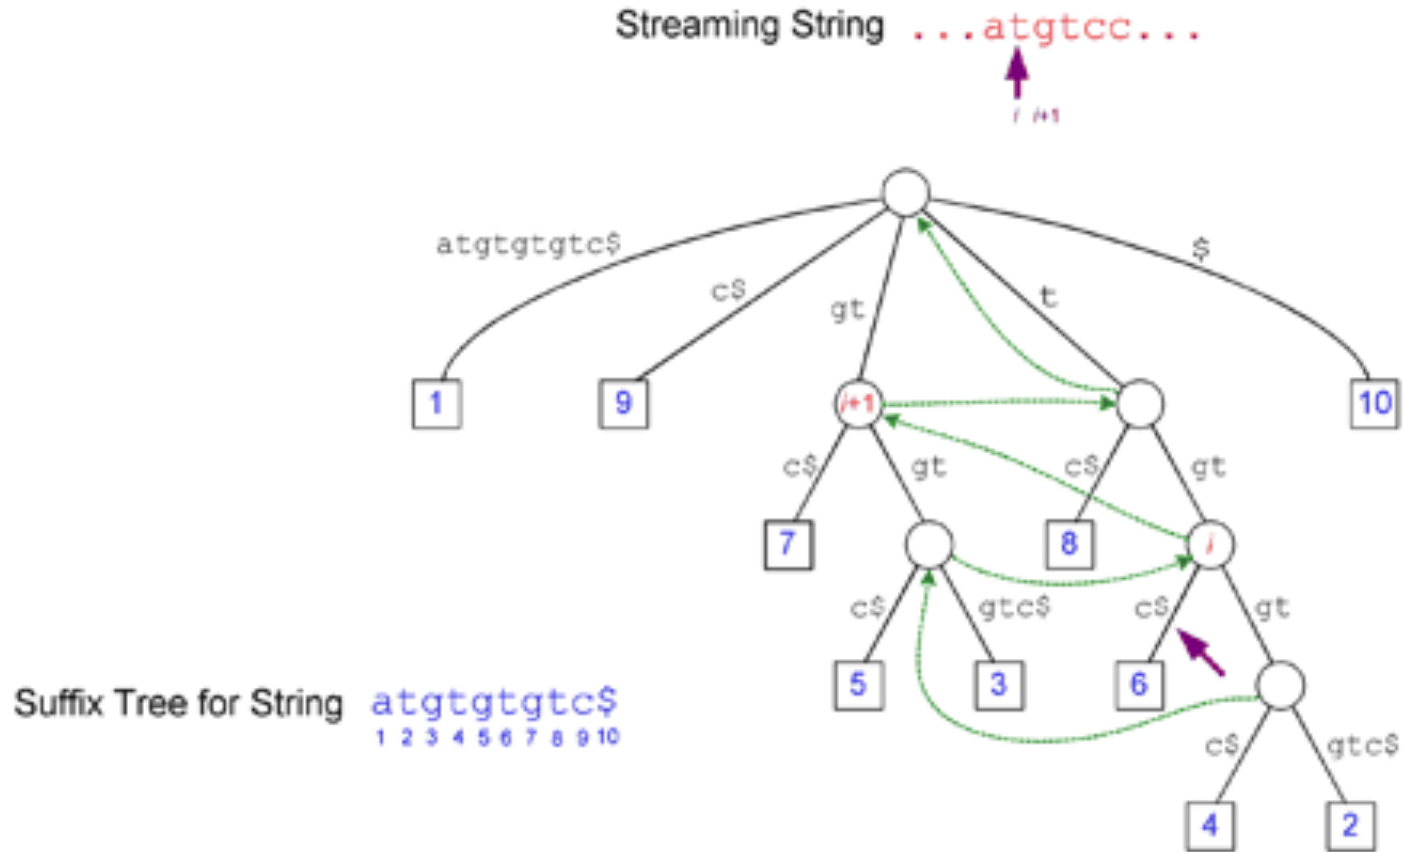 Streaming String ...atgtcc...
i i+1
atgtgtgtc$
$
c$
gt
t
1
9
i+1
10
c$
gt
c$
gt
7
8
i
c$
gtc$
c$
gt
5
3
6
Suffix Tree for String atgtgtgtc$
1 2 3 4 5 6 7 8 9 10
c$
gtc$
4
2